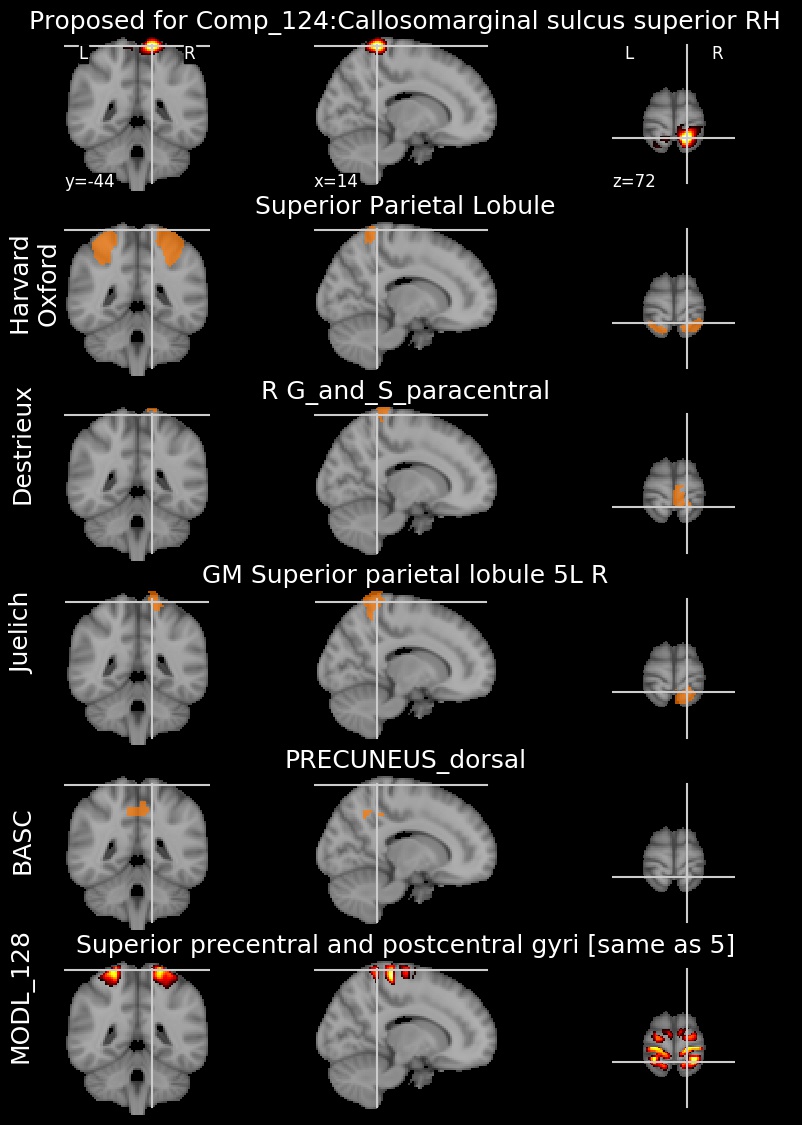 Proposed for Comp_124:Callosomarginal sulcus superior RH
L R L R
y=-44 x=14 z=72
Superior Parietal Lobule
Harvard
Oxford
R G_and_S_paracentral
Destrieux
GM Superior parietal lobule 5L R
Juelich
PRECUNEUS_dorsal
BASC
Superior precentral and postcentral gyri [same as 5]
MODL_128